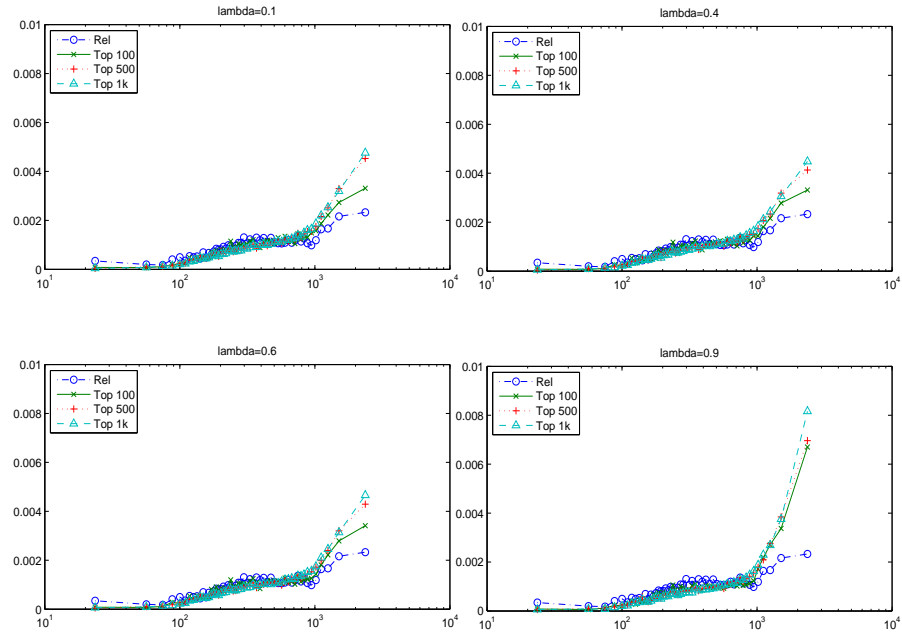 lambda=0.1
0.01
0.008
0.006
0.004
0.002
0
Rel
Top 100
Top 500
Top 1k
10^1
10^2
10^3
10^4
lambda=0.4
0.01
0.008
0.006
0.004
0.002
0
Rel
Top 100
Top 500
Top 1k
10^1
10^2
10^3
10^4
lambda=0.6
0.01
0.008
0.006
0.004
0.002
0
Rel
Top 100
Top 500
Top 1k
10^1
10^2
10^3
10^4
lambda=0.9
0.01
0.008
0.006
0.004
0.002
0
Rel
Top 100
Top 500
Top 1k
10^1
10^2
10^3
10^4